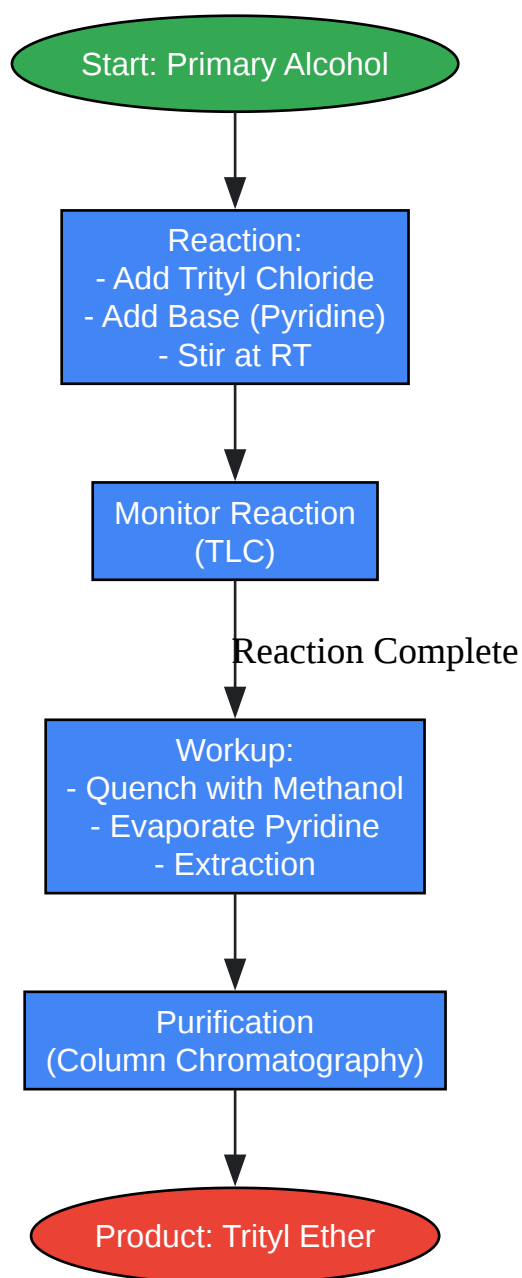 Start: Primary Alcohol
Reaction:
- Add Trityl Chloride
- Add Base (Pyridine)
- Stir at RT
Monitor Reaction
(TLC)
Reaction Complete
Workup:
- Quench with Methanol
- Evaporate Pyridine
- Extraction
Purification
(Column Chromatography)
Product: Trityl Ether